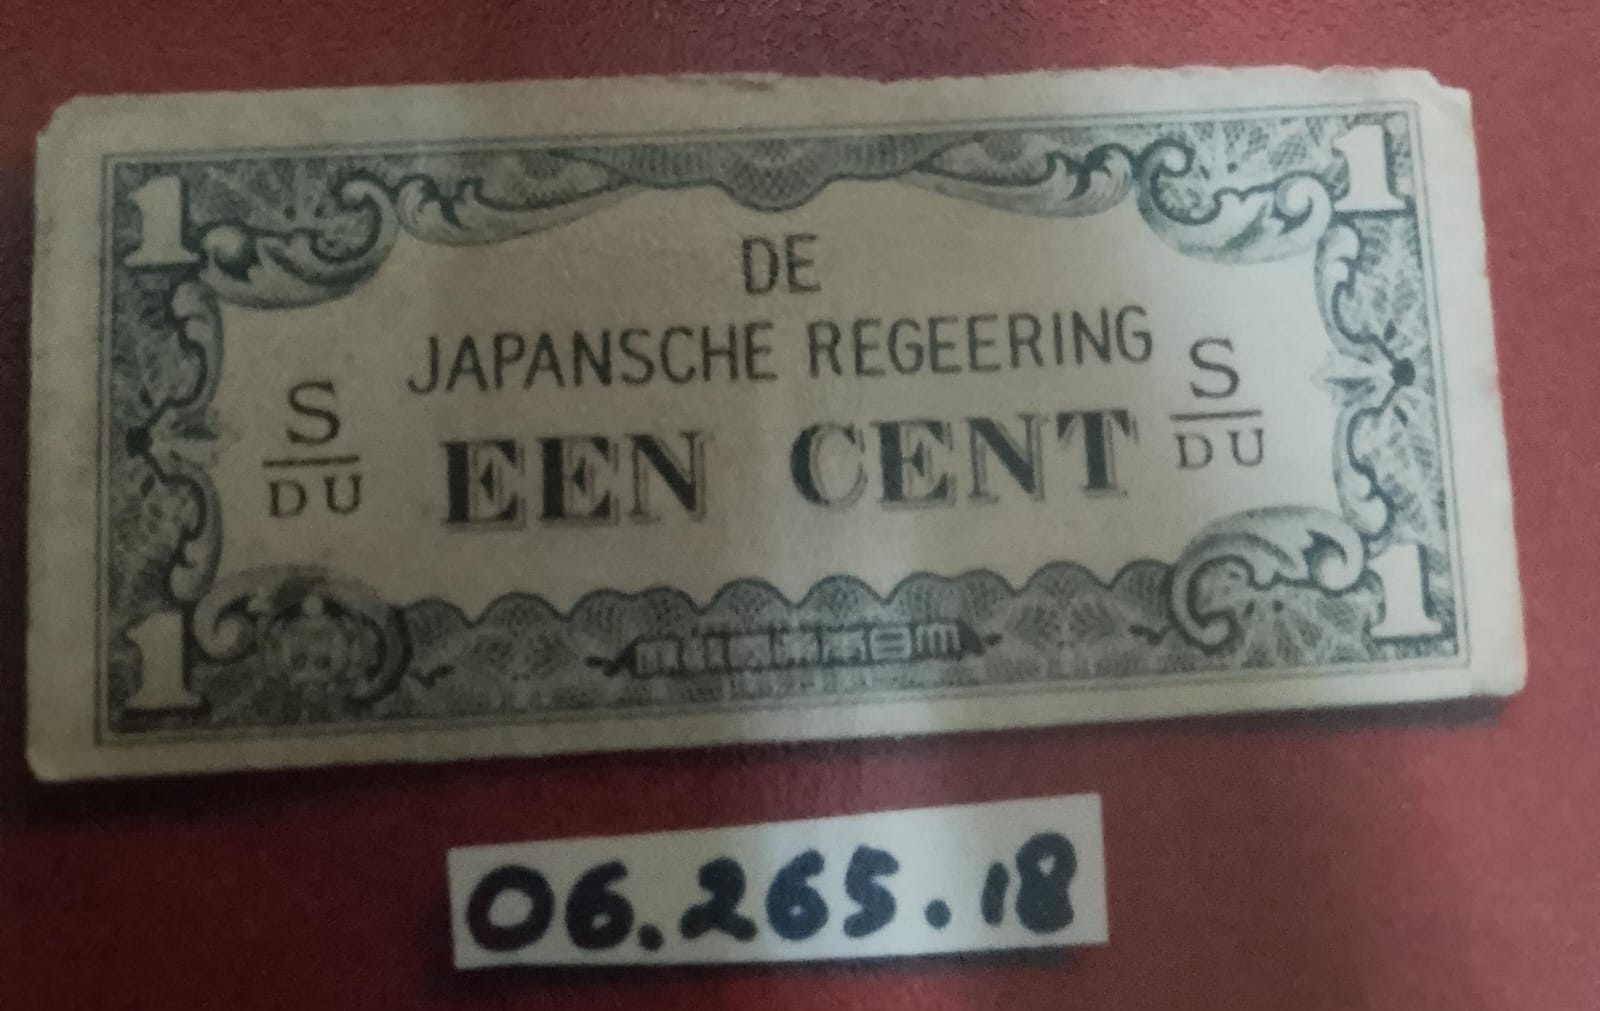 1 1
DE
JAPANSCHE REGEERING
S
DU
EEN CENT
S
DU
1 1
06.265.18